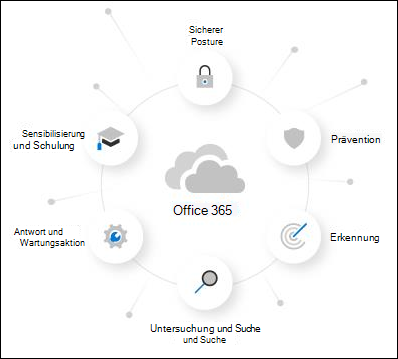 Sicherer
Posture
Sensibilisierung
und Schulung
Prävention
Office 365
Antwort und
Wartungsaktion
Erkennung
Untersuchung und Suche
und Suche